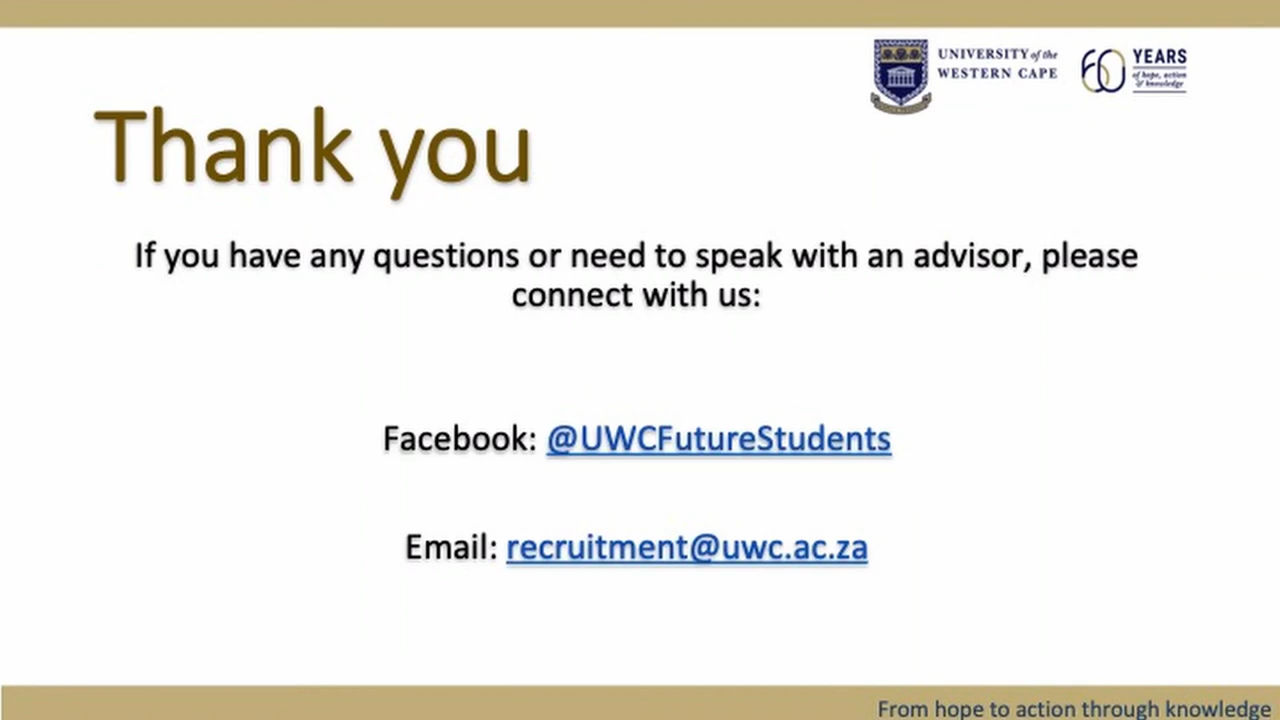 UNIVERSITY of the
WESTERN CAPE
60 YEARS
of hope, action
& knowledge
Thank you
If you have any questions or need to speak with an advisor, please
connect with us:
Facebook: @UWCFutureStudents
Email: recruitment@uwc.ac.za
From hope to action through knowledge